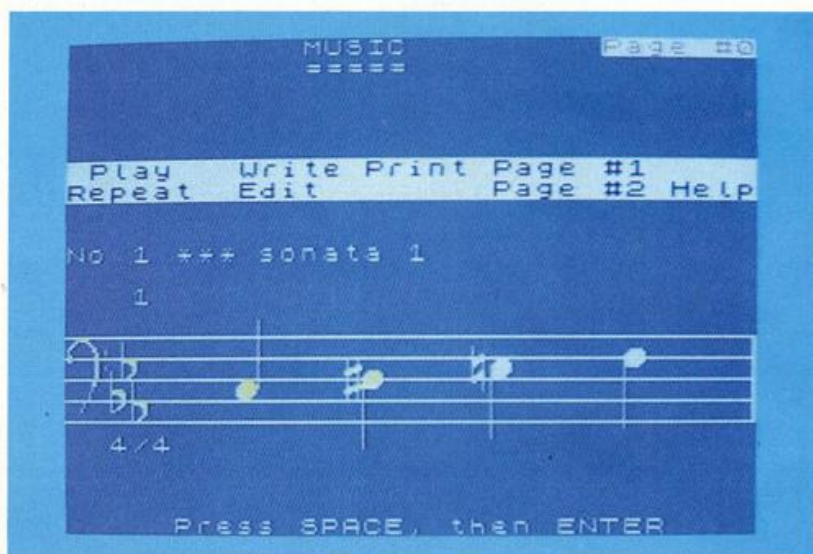 MUSIC Page #0
=====
Play Write Print Page #1
Repeat Edit Page #2 Help
No 1 *** sonata 1
1
4/4
Press SPACE, then ENTER